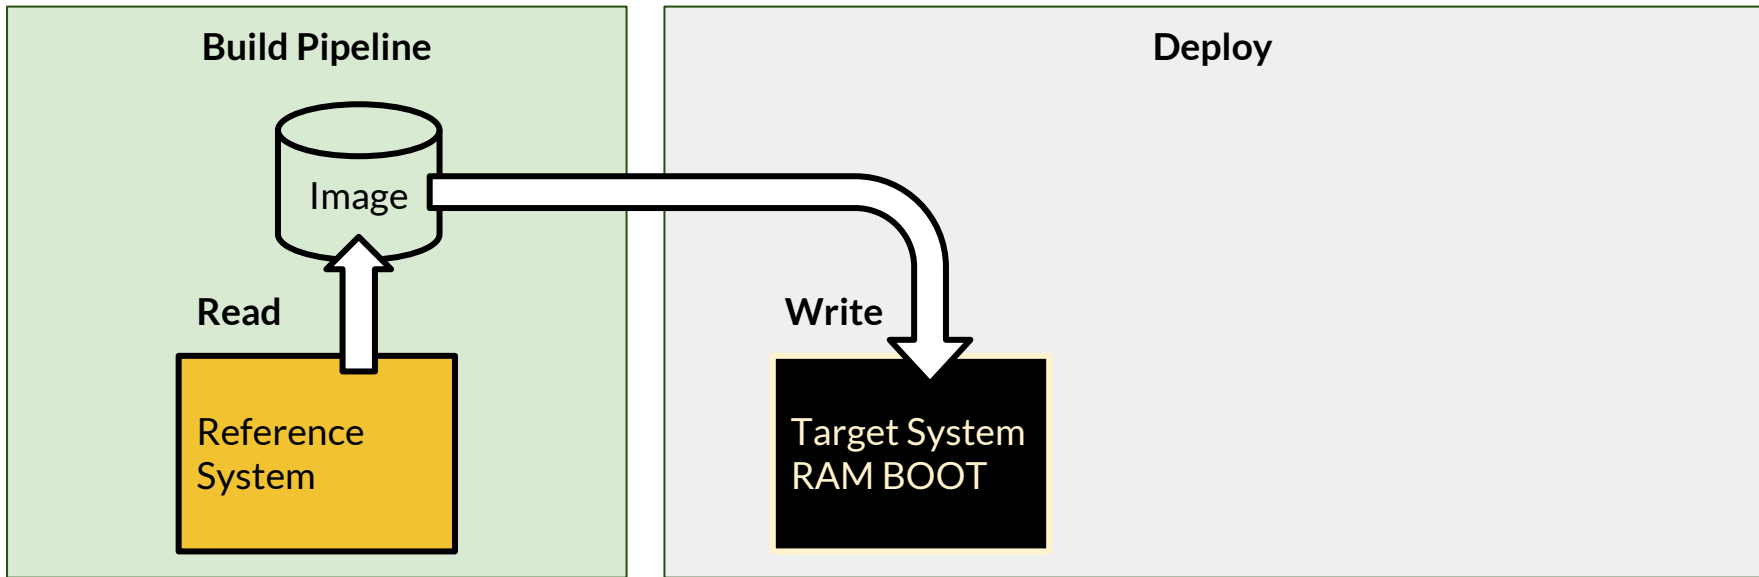 Build Pipeline
Deploy
Image
Read
Write
Reference
System
Target System
RAM BOOT